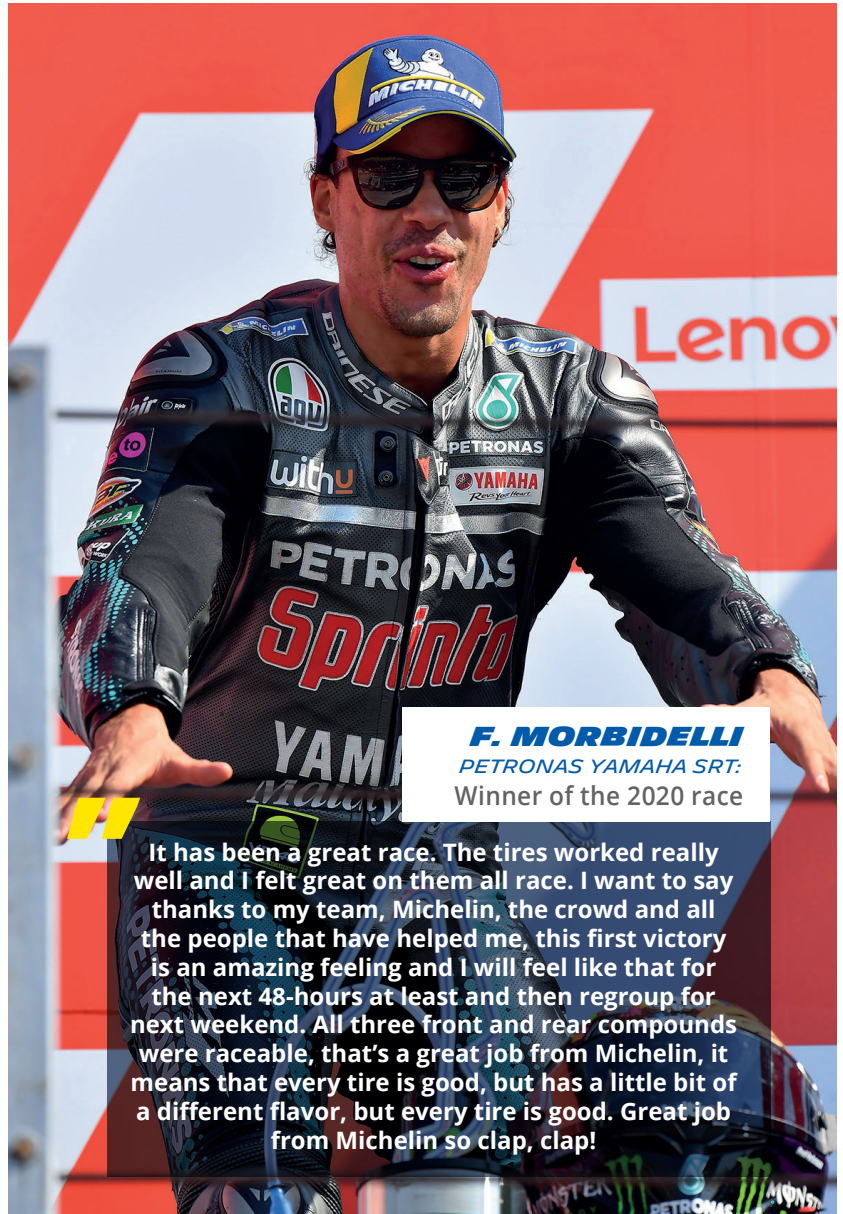 MICHELIN
Lenov
MICHELIN
DAINESE
MICHELIN
agv
to
PETRONAS
withu
YAMAHA
Revs Your Heart
PETRONAS
Sprinta
YAMA
F. MORBIDELLI
PETRONAS YAMAHA SRT:
Winner of the 2020 race
It has been a great race. The tires worked really
well and I felt great on them all race. I want to say
thanks to my team, Michelin, the crowd and all
the people that have helped me, this first victory
is an amazing feeling and I will feel like that for
the next 48-hours at least and then regroup for
next weekend. All three front and rear compounds
were raceable, that’s a great job from Michelin, it
means that every tire is good, but has a little bit of
a different flavor, but every tire is good. Great job
from Michelin so clap, clap!
PETRONAS
MONSTER
PETRONAS
MONST